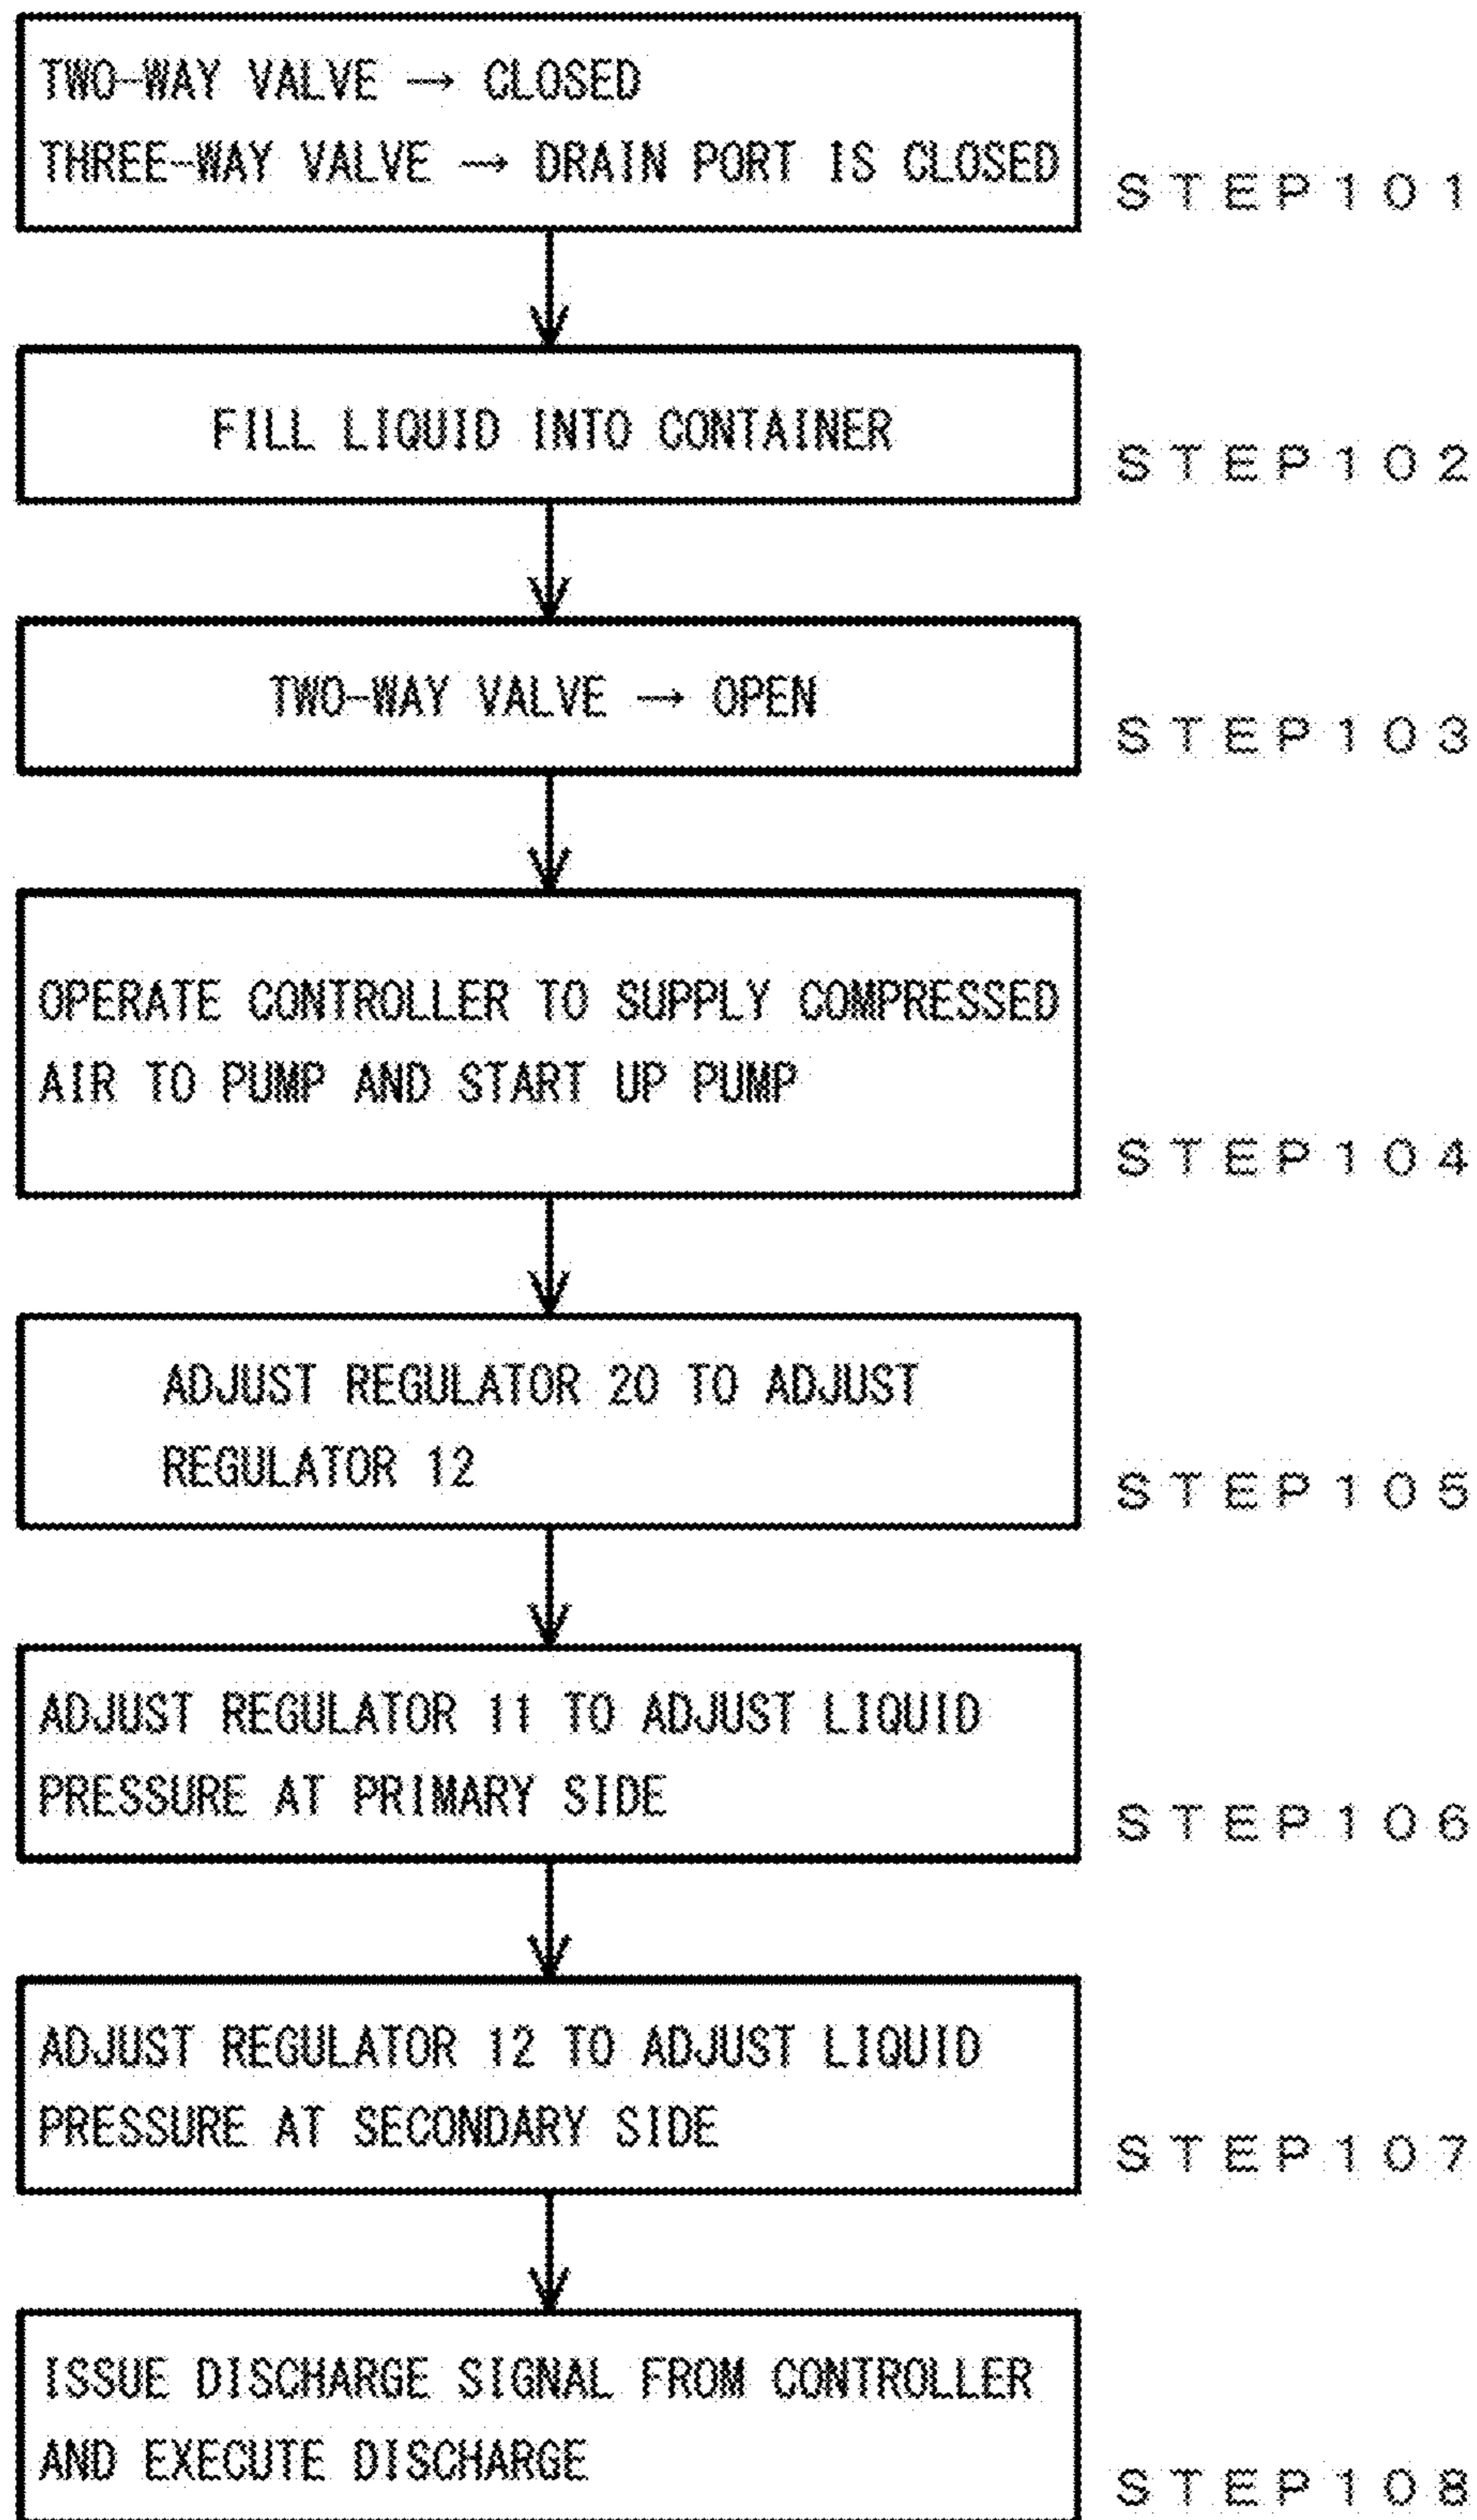 TWO-WAY VALVE → CLOSED
THREE-WAY VALVE → DRAIN PORT IS CLOSED
STEP101
FILL LIQUID INTO CONTAINER
STEP102
TWO-WAY VALVE → OPEN
STEP103
OPERATE CONTROLLER TO SUPPLY COMPRESSED
AIR TO PUMP AND START UP PUMP
STEP104
ADJUST REGULATOR 20 TO ADJUST
REGULATOR 12
STEP105
ADJUST REGULATOR 11 TO ADJUST LIQUID
PRESSURE AT PRIMARY SIDE
STEP106
ADJUST REGULATOR 12 TO ADJUST LIQUID
PRESSURE AT SECONDARY SIDE
STEP107
ISSUE DISCHARGE SIGNAL FROM CONTROLLER
AND EXECUTE DISCHARGE
STEP108